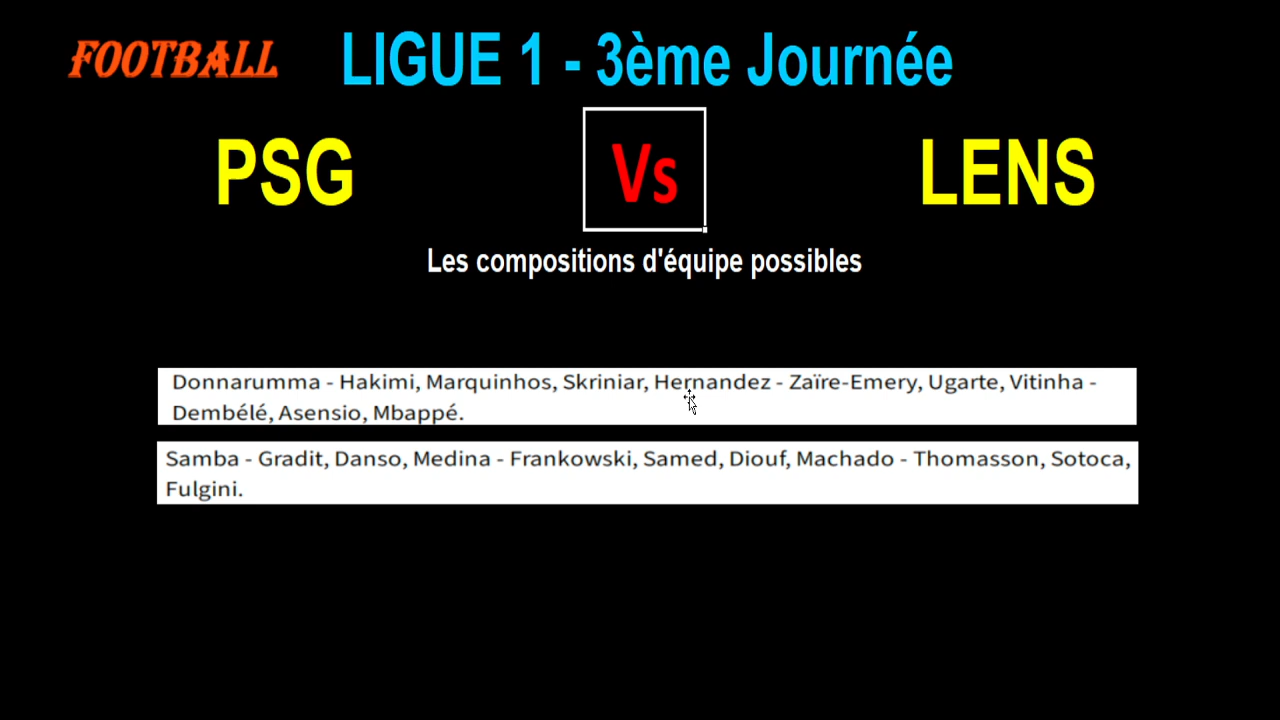 FOOTBALL LIGUE 1 - 3ème Journée
PSG Vs LENS
Les compositions d'équipe possibles
Donnarumma - Hakimi, Marquinhos, Skriniar, Hernandez - Zaïre-Emery, Ugarte, Vitinha -
Dembélé, Asensio, Mbappé.
Samba - Gradit, Danso, Medina - Frankowski, Samed, Diouf, Machado - Thomasson, Sotoca,
Fulgini.